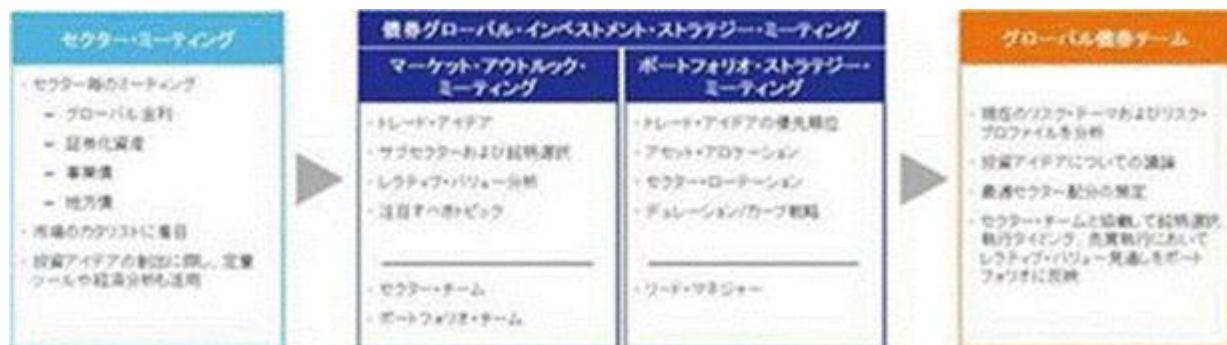 セクター・ミーティング
・セクター毎のミーティング
− グローバル金利
− 証券化資産
− 事業債
− 地方債
・市場のカタリストに着目
・投資アイデアの創出に際し、定量
ツールや経済分析も活用
債券グローバル・インベストメント・ストラテジー・ミーティング
マーケット・アウトルック・
ミーティング
・トレード・アイデア
・サブセクターおよび銘柄選択
・レラティブ・バリュー分析
・注目すべきトピック
・セクター・チーム
・ポートフォリオ・チーム
ポートフォリオ・ストラテジー・
ミーティング
・トレード・アイデアの優先順位
・アセット・アロケーション
・セクター・ローテーション
・デュレーション/カーブ戦略
・リード・マネジャー
グローバル債券チーム
・現在のリスク・テーマおよびリスク・
プロファイルを分析
・投資アイデアについての議論
・最適セクター配分の策定
・セクター・チームと協働して銘柄選択、
執行タイミング、売買執行において
レラティブ・バリュー見通しをポート
フォリオに反映